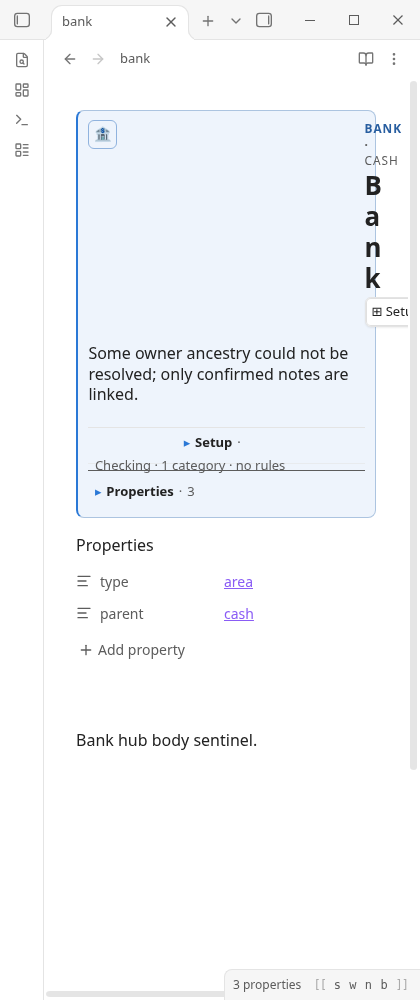 bank
bank
BANK
·
CASH
B
a
n
k
⊞ Setu
Some owner ancestry could not be
resolved; only confirmed notes are
linked.
▸ Setup ·
Checking · 1 category · no rules
▸ Properties · 3
Properties
type area
parent cash
+ Add property
Bank hub body sentinel.
3 properties [[ s w n b ]]